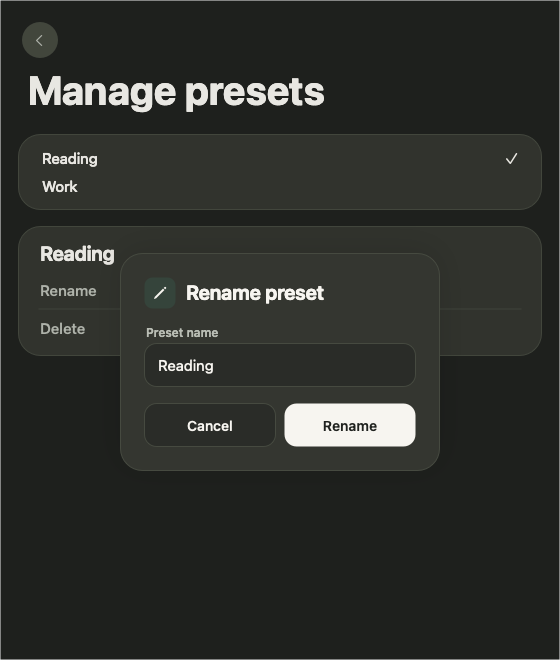 Manage presets
Reading
Work
Reading
Rename
Delete
Rename preset
Preset name
Reading
Cancel
Rename